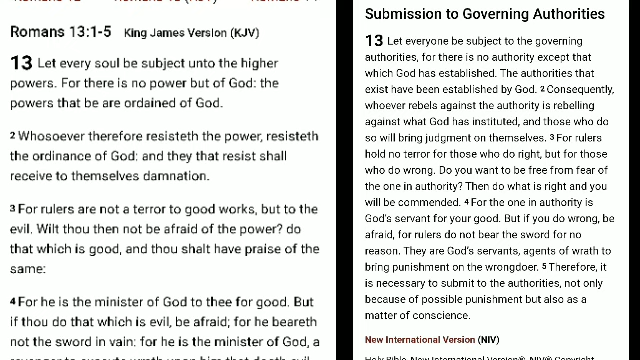 Romans 13:1-5 King James Version (KJV)
13 Let every soul be subject unto the higher
powers. For there is no power but of God: the
powers that be are ordained of God.
2 Whosoever therefore resisteth the power, resisteth
the ordinance of God: and they that resist shall
receive to themselves damnation.
3 For rulers are not a terror to good works, but to the
evil. Wilt thou then not be afraid of the power? do
that which is good, and thou shalt have praise of the
same:
4 For he is the minister of God to thee for good. But
if thou do that which is evil, be afraid; for he beareth
not the sword in vain: for he is the minister of God, a
Submission to Governing Authorities
13 Let everyone be subject to the governing
authorities, for there is no authority except that
which God has established. The authorities that
exist have been established by God. 2 Consequently,
whoever rebels against the authority is rebelling
against what God has instituted, and those who do
so will bring judgment on themselves. 3 For rulers
hold no terror for those who do right, but for those
who do wrong. Do you want to be free from fear of
the one in authority? Then do what is right and you
will be commended. 4 For the one in authority is
God's servant for your good. But if you do wrong, be
afraid, for rulers do not bear the sword for no
reason. They are God's servants, agents of wrath to
bring punishment on the wrongdoer. 5 Therefore, it
is necessary to submit to the authorities, not only
because of possible punishment but also as a
matter of conscience.
New International Version (NIV)